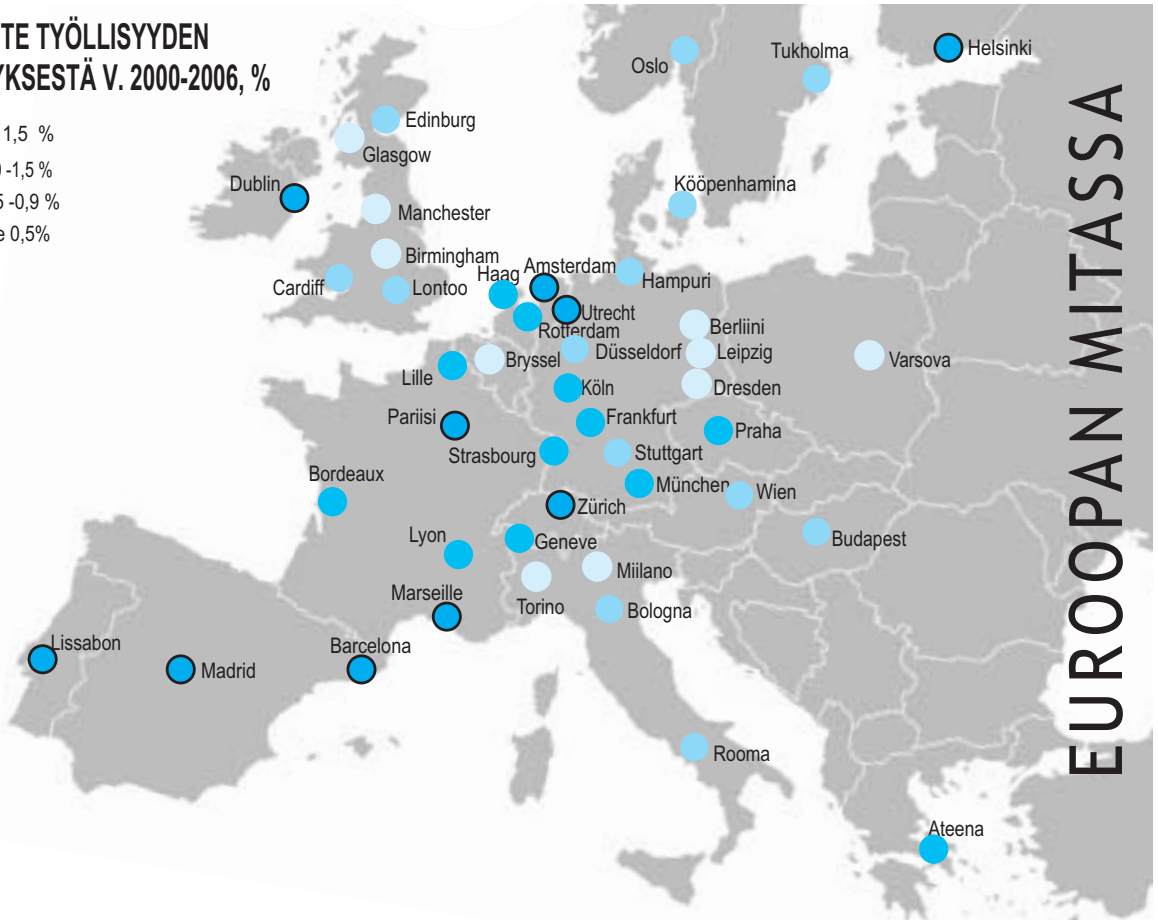 TE TYÖLLISYYDEN
YKSESTÄ V. 2000-2006, %
1,5 %
-1,5 %
-0,9 %
0,5%
Oslo
Tukholma
Helsinki
Edinburg
Glasgow
Dublin
Kööpenhamina
Manchester
Birmingham
Haag
Amsterdam
Hampuri
Cardiff
Lontoo
Utrecht
Rotterdam
Berliini
Bryssel
Düsseldorf
Leipzig
Varsova
Lille
Köln
Dresden
Pariisi
Frankfurt
Praha
Strasbourg
Stuttgart
Bordeaux
München
Wien
Zürich
Lyon
Geneve
Budapest
Miilano
Marseille
Torino
Bologna
Lissabon
Barcelona
Madrid
Rooma
Ateena
EUROOPAN MITASSA